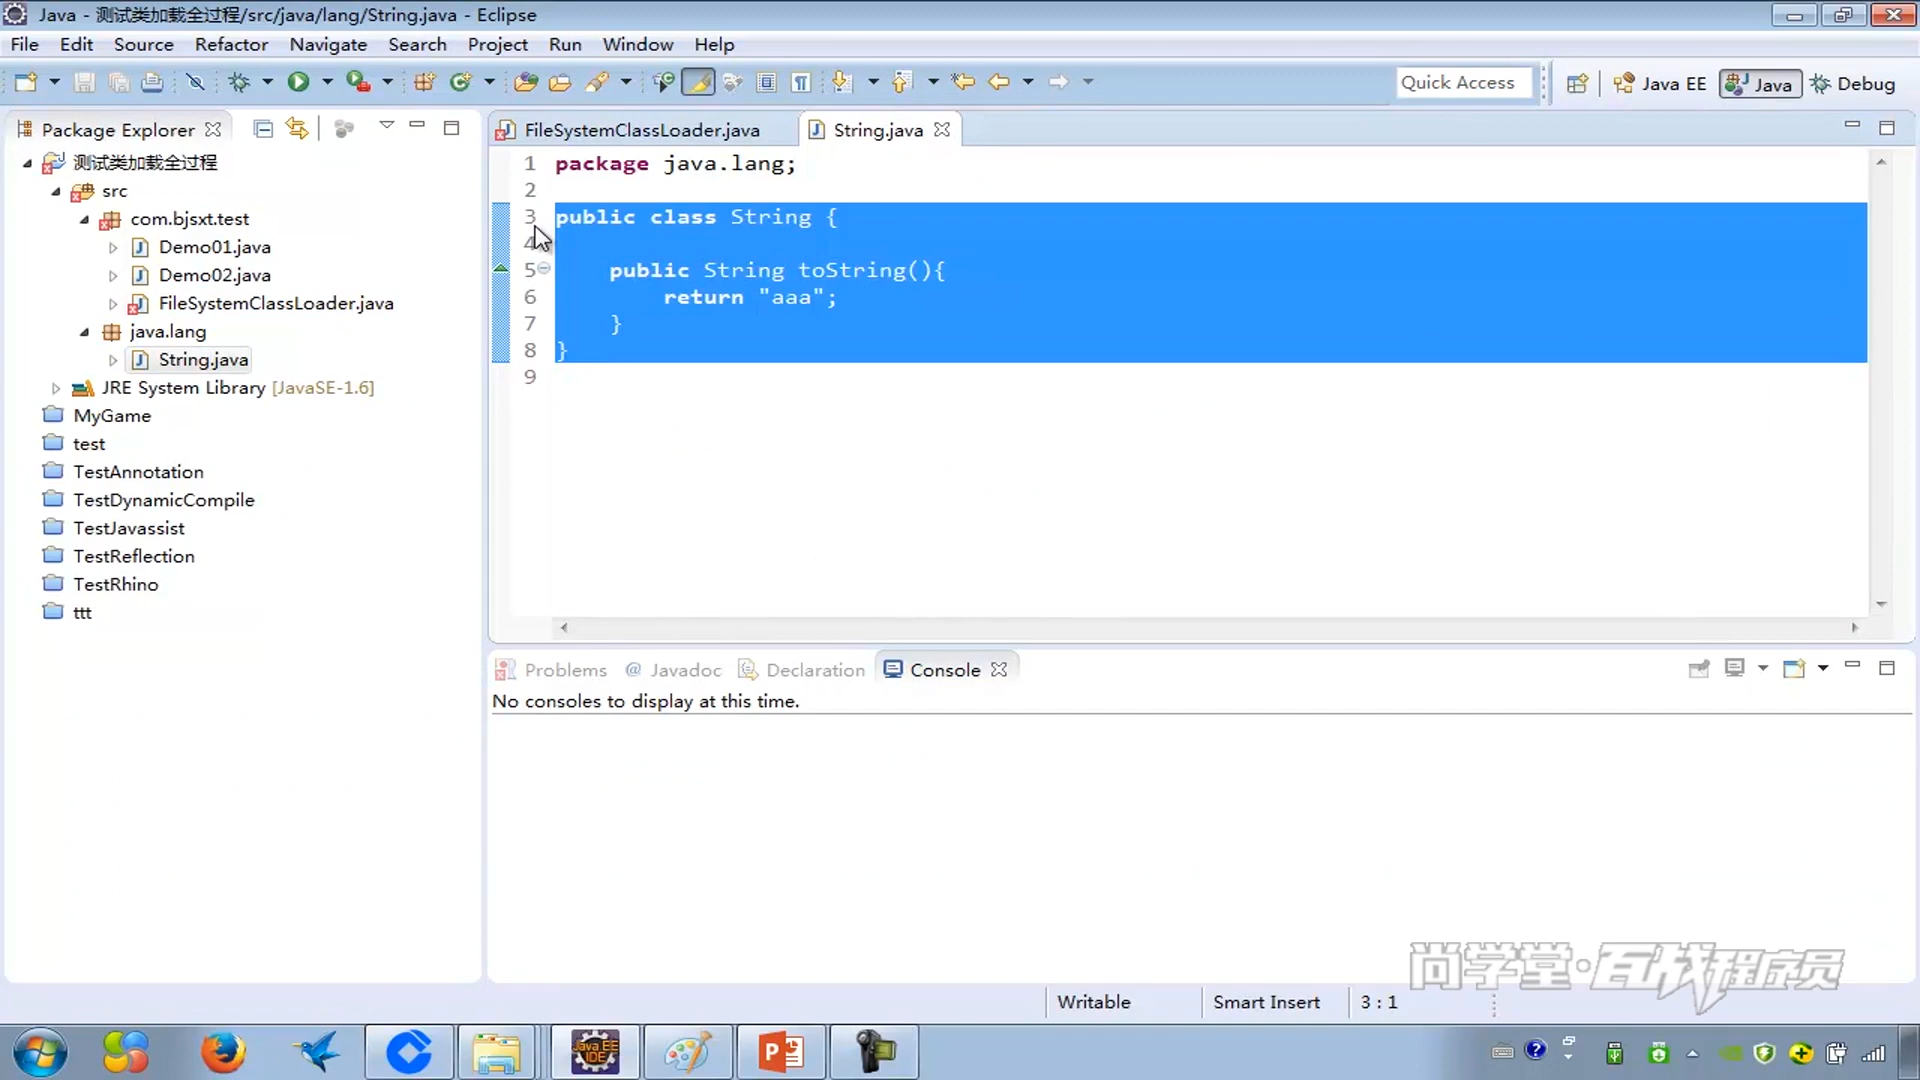 Java - 测试类加载全过程/src/java/lang/String.java - Eclipse
File Edit Source Refactor Navigate Search Project Run Window Help
Quick Access Java EE Java Debug
Package Explorer
测试类加载全过程
src
com.bjsxt.test
Demo01.java
Demo02.java
FileSystemClassLoader.java
java.lang
String.java
JRE System Library [JavaSE-1.6]
MyGame
test
TestAnnotation
TestDynamicCompile
TestJavassist
TestReflection
TestRhino
ttt
FileSystemClassLoader.java String.java
1 package java.lang;
2
3 public class String {
4
5 public String toString(){
6 return "aaa";
7 }
8 }
9
Problems @ Javadoc Declaration Console
No consoles to display at this time.
尚学堂·百战程序员
Writable Smart Insert 3 : 1
Java EE
IDE
P